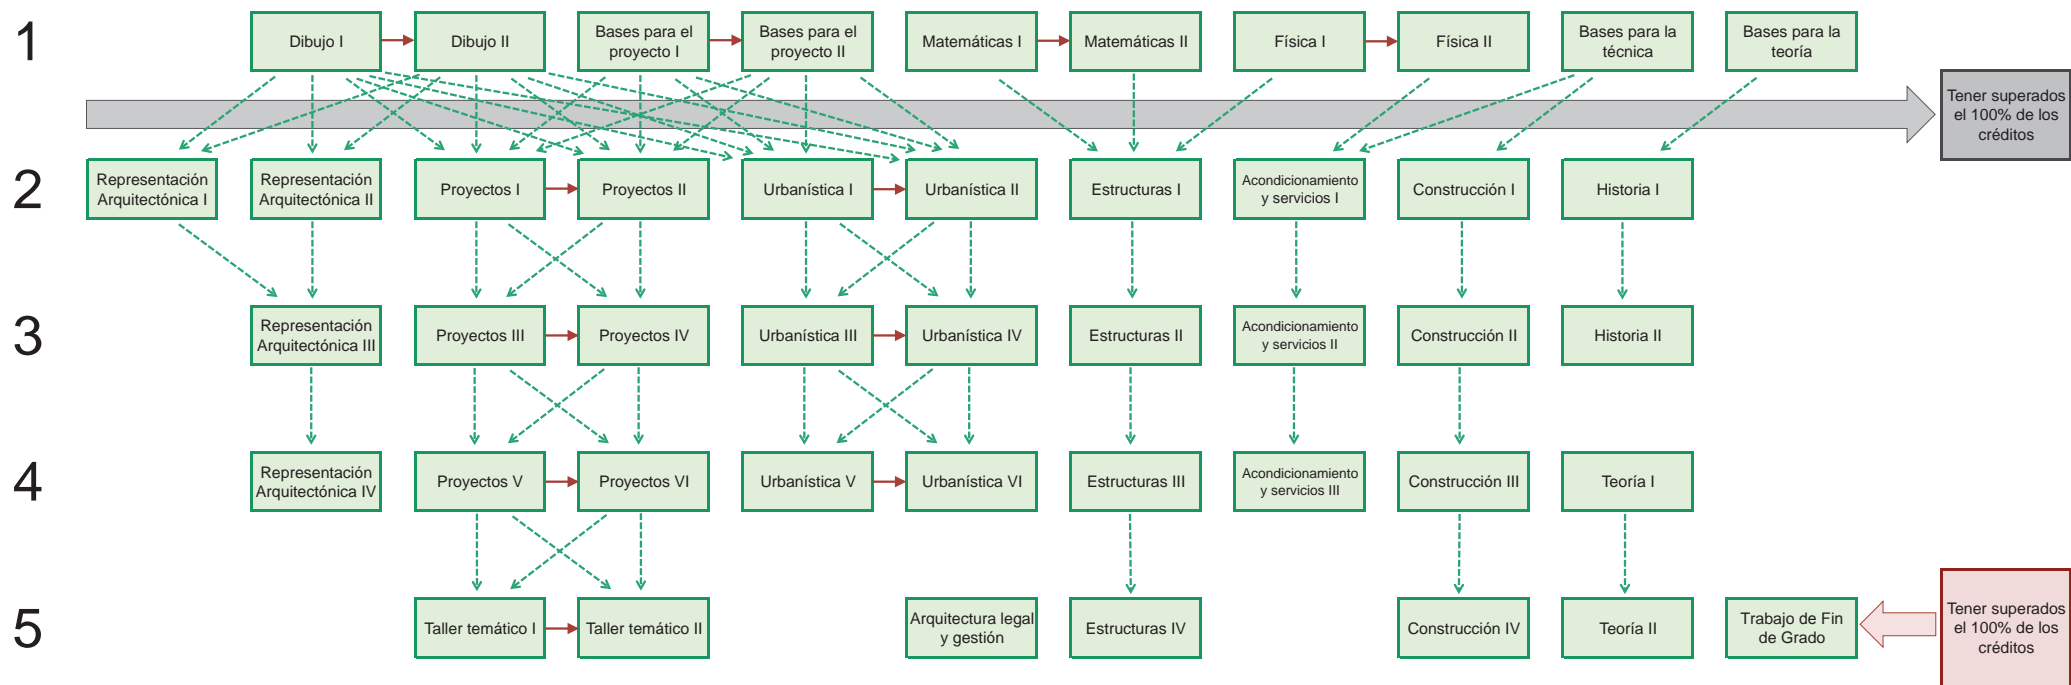 1
Dibujo I
Dibujo II
Bases para el
proyecto I
Bases para el
proyecto II
Matemáticas I
Matemáticas II
Física I
Física II
Bases para la
técnica
Bases para la
teoría
Tener superados
el 100% de los
créditos
2
Representación
Arquitectónica I
Representación
Arquitectónica II
Proyectos I
Proyectos II
Urbanística I
Urbanística II
Estructuras I
Acondicionamiento
y servicios I
Construcción I
Historia I
3
Representación
Arquitectónica III
Proyectos III
Proyectos IV
Urbanística III
Urbanística IV
Estructuras II
Acondicionamiento
y servicios II
Construcción II
Historia II
4
Representación
Arquitectónica IV
Proyectos V
Proyectos VI
Urbanística V
Urbanística VI
Estructuras III
Acondicionamiento
y servicios III
Construcción III
Teoría I
5
Taller temático I
Taller temático II
Arquitectura legal
y gestión
Estructuras IV
Construcción IV
Teoría II
Trabajo de Fin
de Grado
Tener superados
el 100% de los
créditos